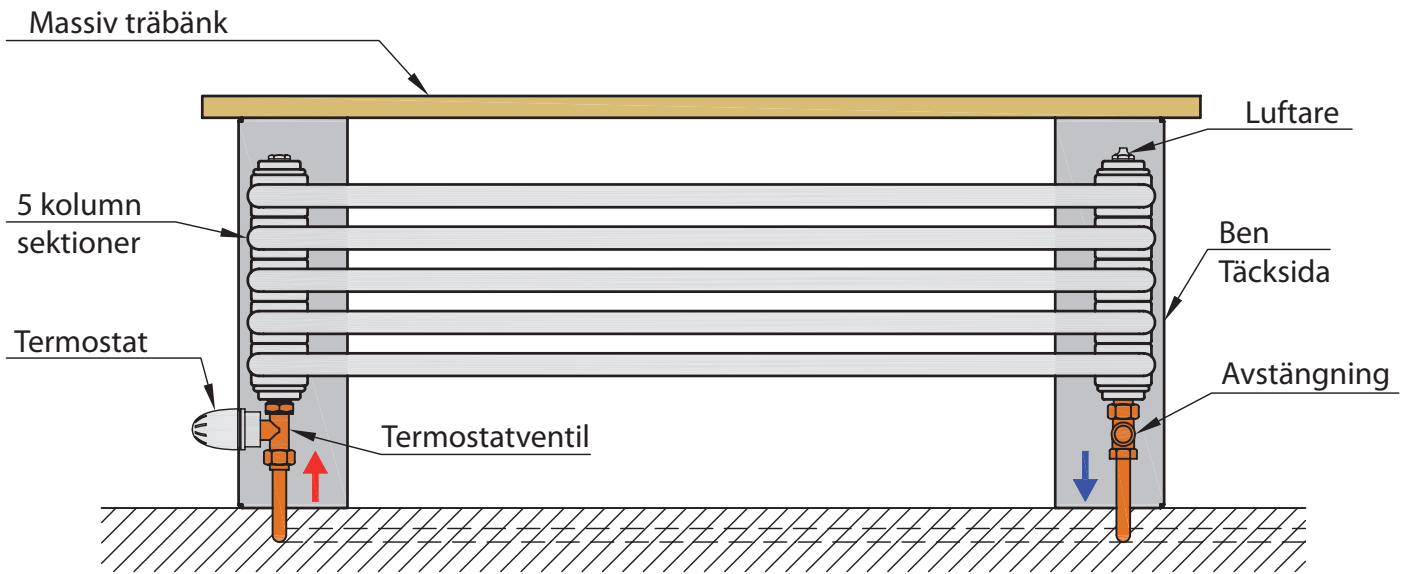 Massiv träbänk
Luftare
5 kolumn
sektioner
Ben
Täcksida
Termostat
Avstängning
Termostatventil